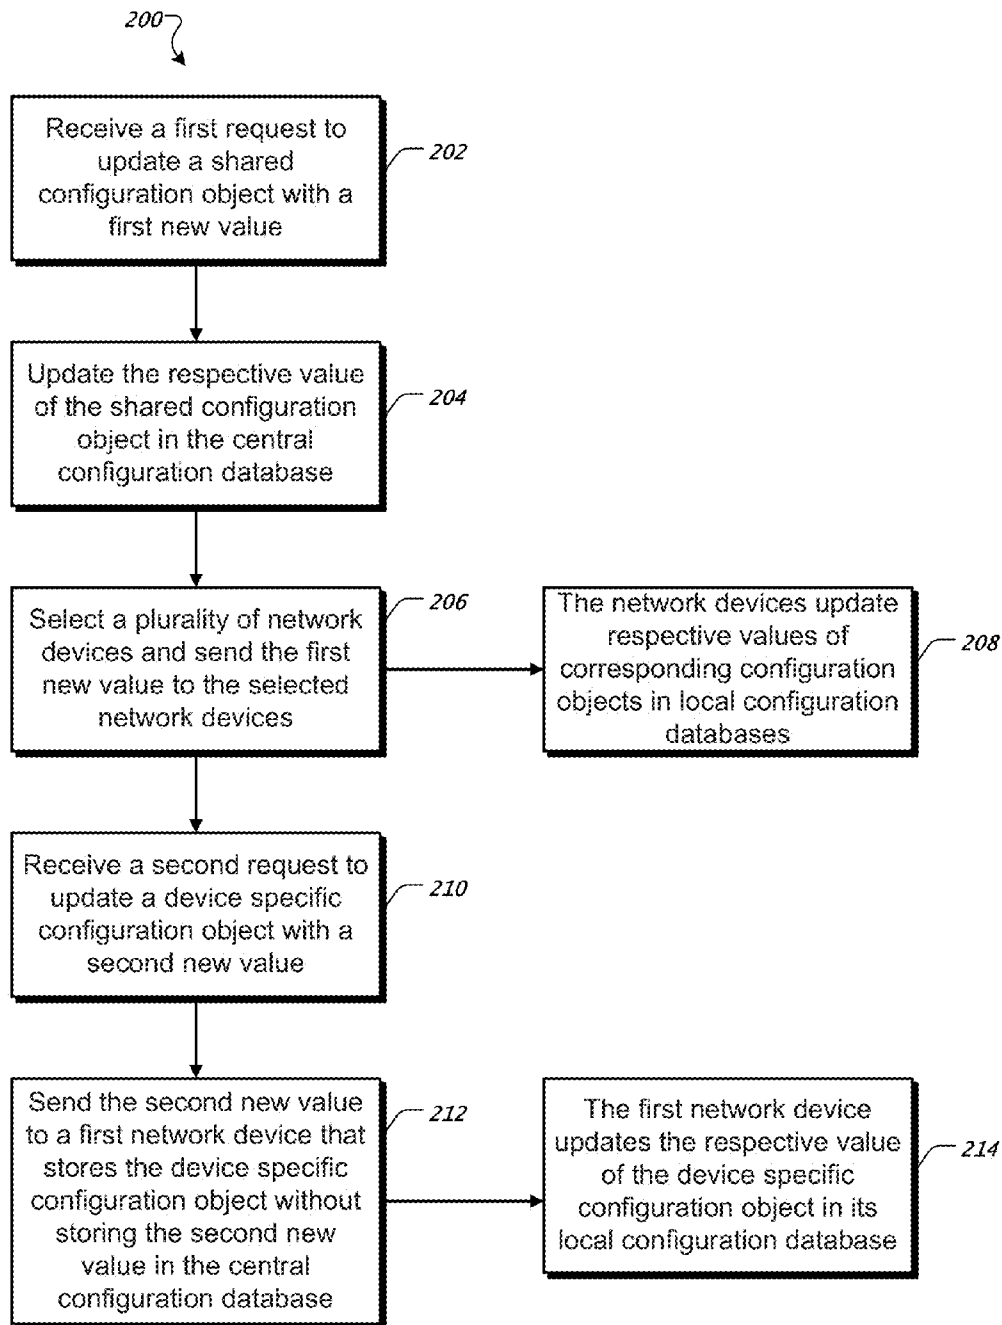 200
Receive a first request to
update a shared
configuration object with a
first new value
202
Update the respective value
of the shared configuration
object in the central
configuration database
204
Select a plurality of network
devices and send the first
new value to the selected
network devices
206
The network devices update
respective values of
corresponding configuration
objects in local configuration
databases
208
Receive a second request to
update a device specific
configuration object with a
second new value
210
Send the second new value
to a first network device that
stores the device specific
configuration object without
storing the second new
value in the central
configuration database
212
The first network device
updates the respective value
of the device specific
configuration object in its
local configuration database
214